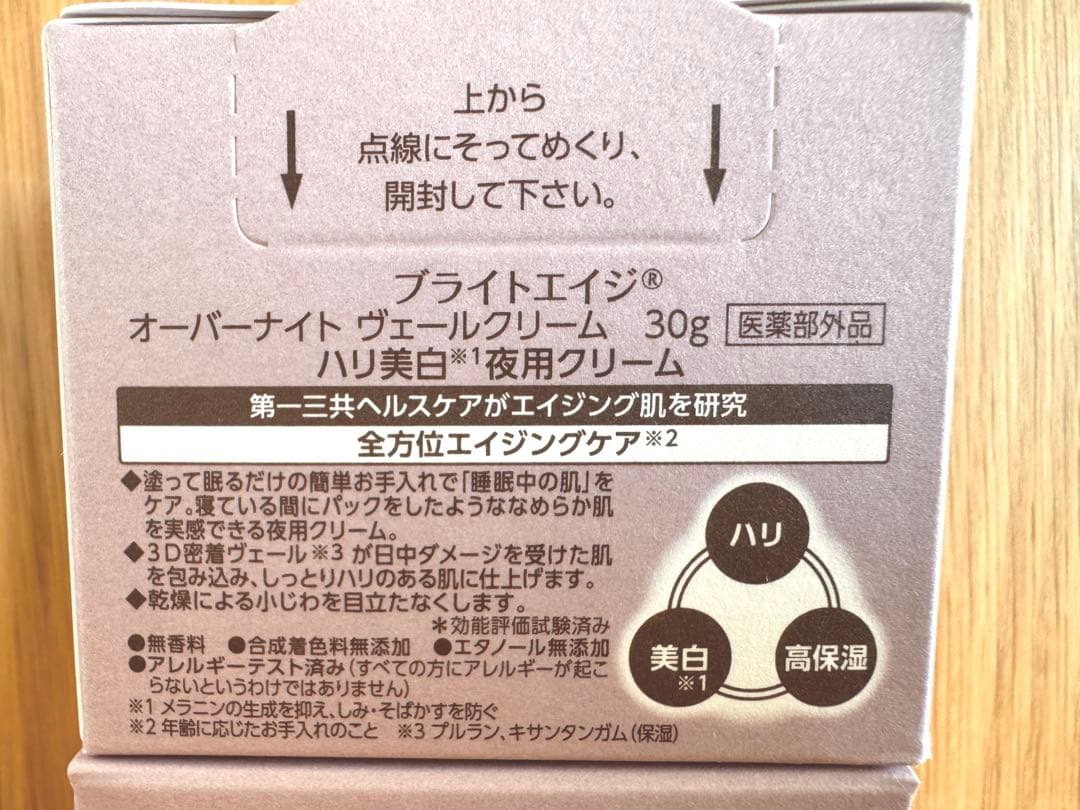 上から
点線にそってめくり、
開封して下さい。
ブライトエイジ®
オーバーナイト ヴェールクリーム 30g 医薬部外品
ハリ美白※1夜用クリーム
第一三共ヘルスケアがエイジング肌を研究
全方位エイジングケア※2
◆塗って眠るだけの簡単お手入れで「睡眠中の肌」を
ケア。寝ている間にパックをしたようななめらか肌
を実感できる夜用クリーム。
◆3D密着ヴェール※3が日中ダメージを受けた肌
を包み込み、しっとりハリのある肌に仕上げます。
◆乾燥による小じわを目立たなくします。
＊効能評価試験済み
●無香料 ●合成着色料無添加 ●エタノール無添加
●アレルギーテスト済み(すべての方にアレルギーが起こ
らないというわけではありません)
※1 メラニンの生成を抑え、しみ・そばかすを防ぐ
※2 年齢に応じたお手入れのこと ※3 プルラン、キサンタンガム(保湿)
ハリ
美白
※1
高保湿